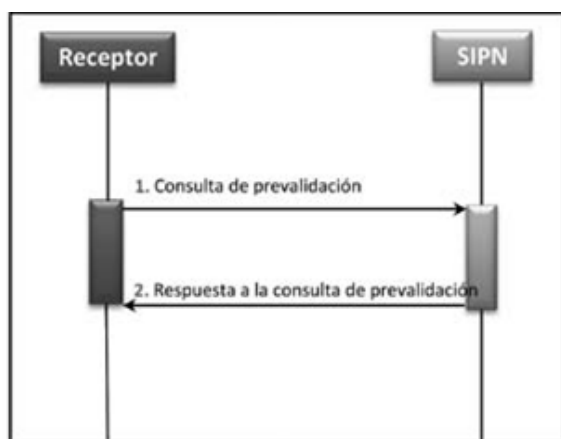 Receptor
SIPN
1. Consulta de prevalidación
2. Respuesta a la consulta de prevalidación